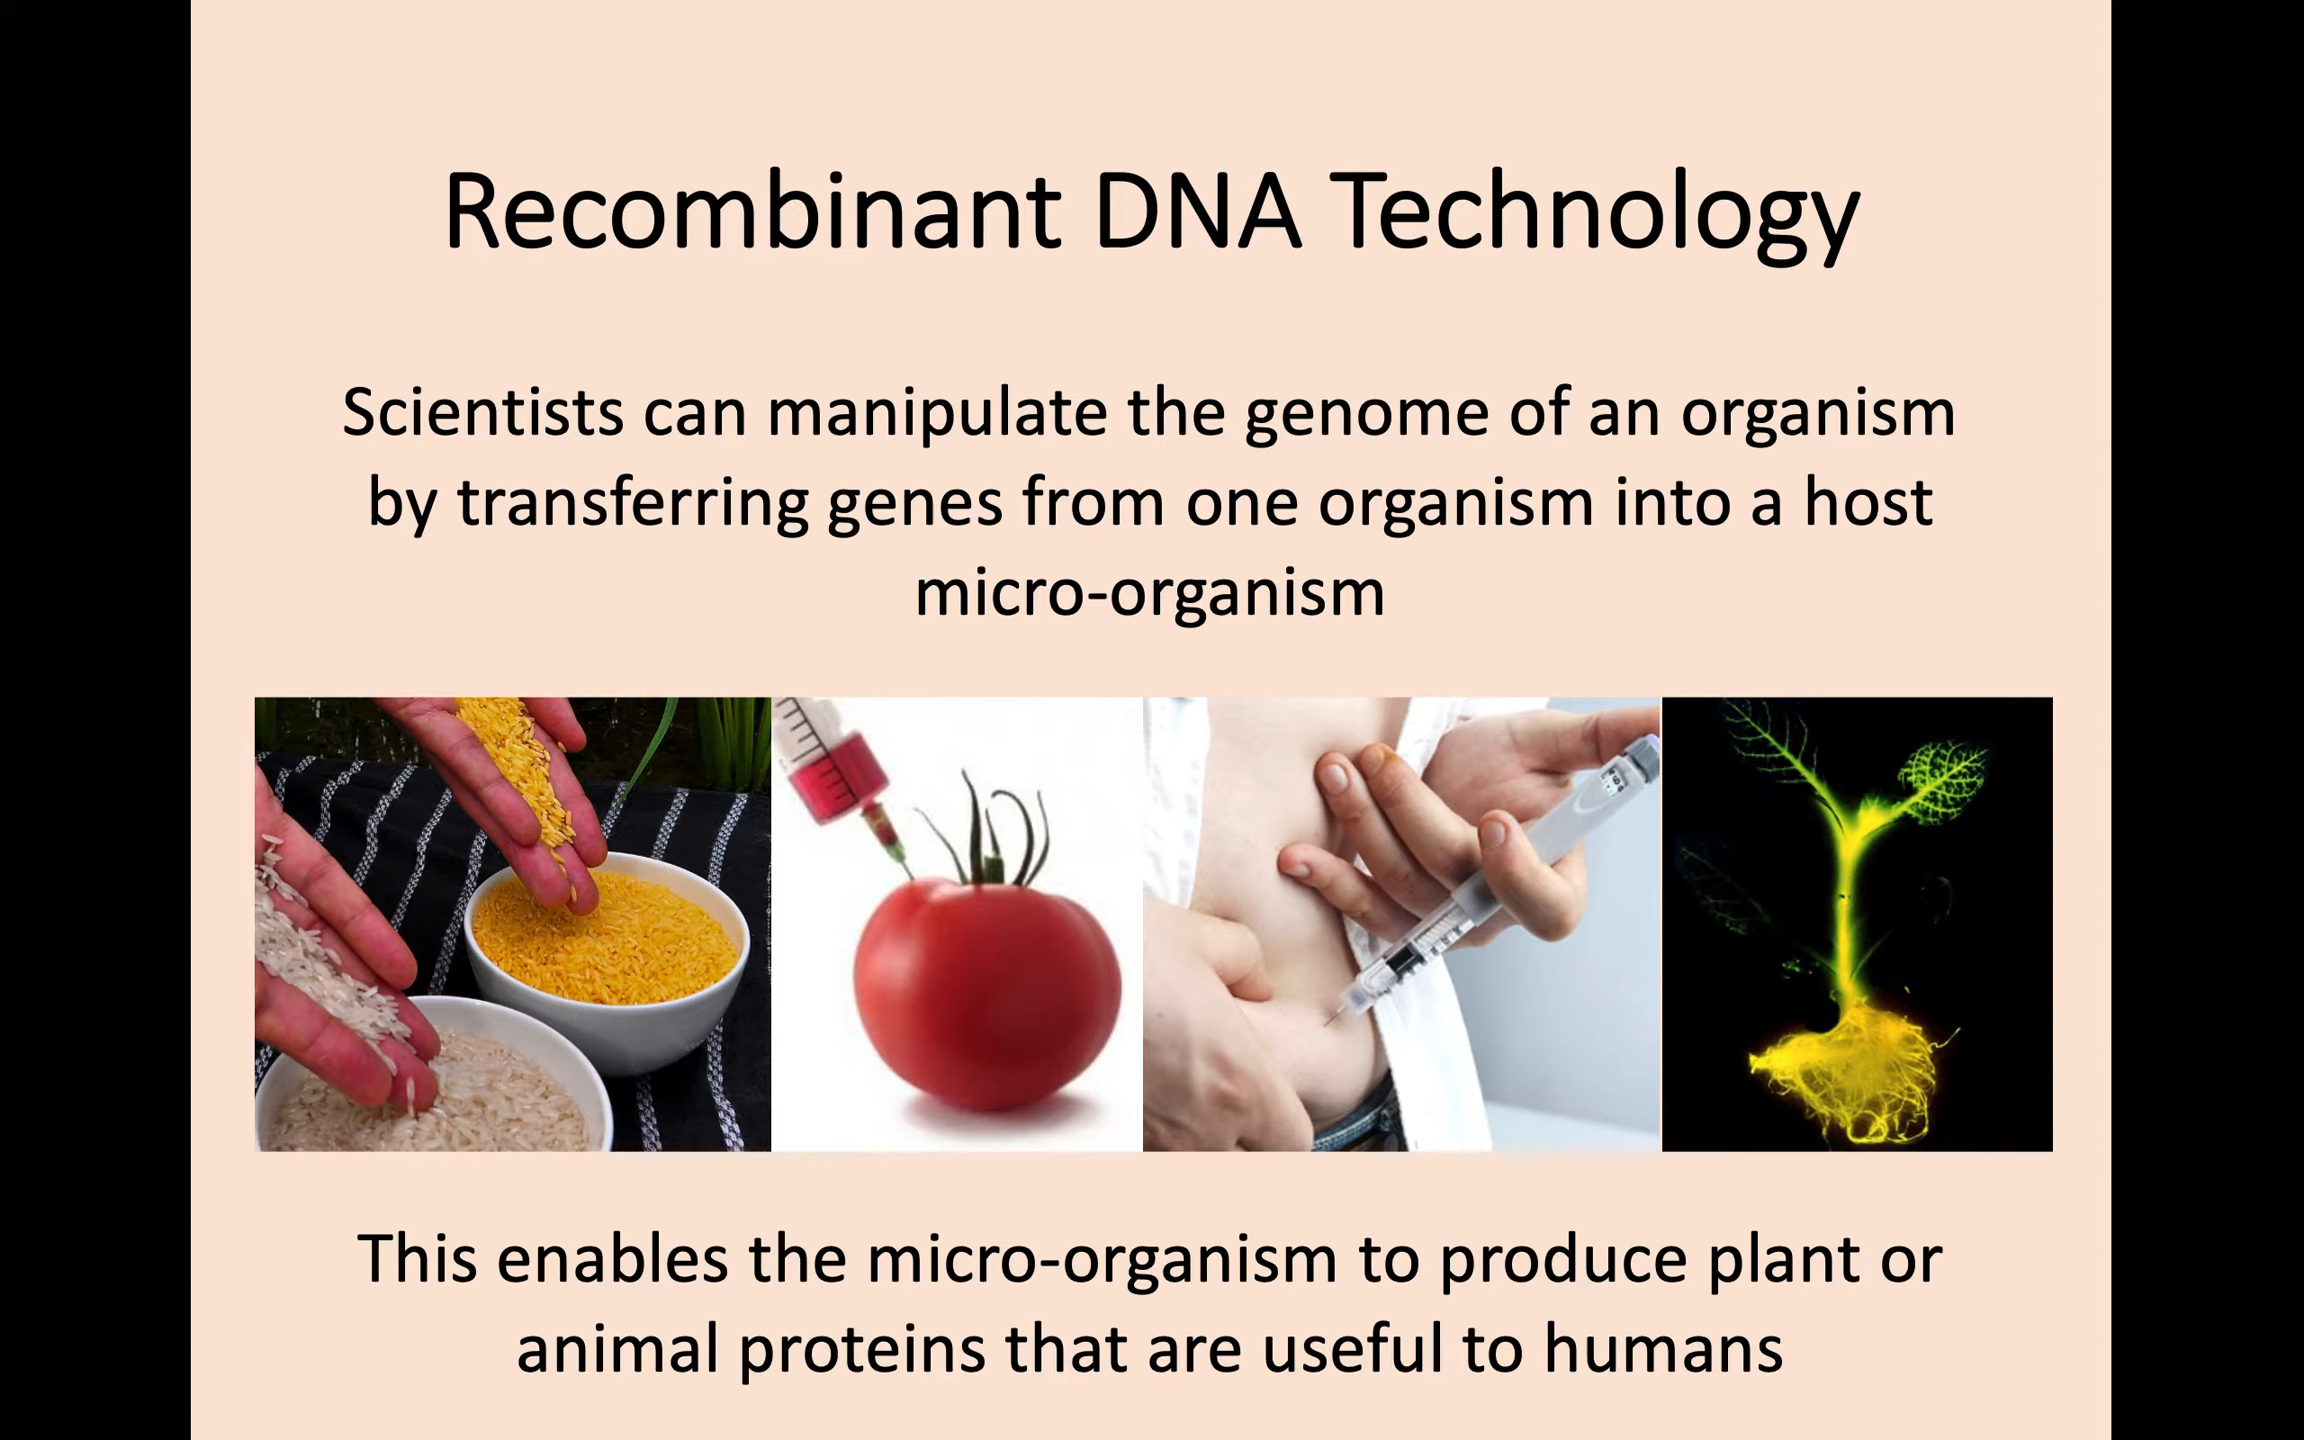 Recombinant DNA Technology
Scientists can manipulate the genome of an organism
by transferring genes from one organism into a host
micro-organism
This enables the micro-organism to produce plant or
animal proteins that are useful to humans